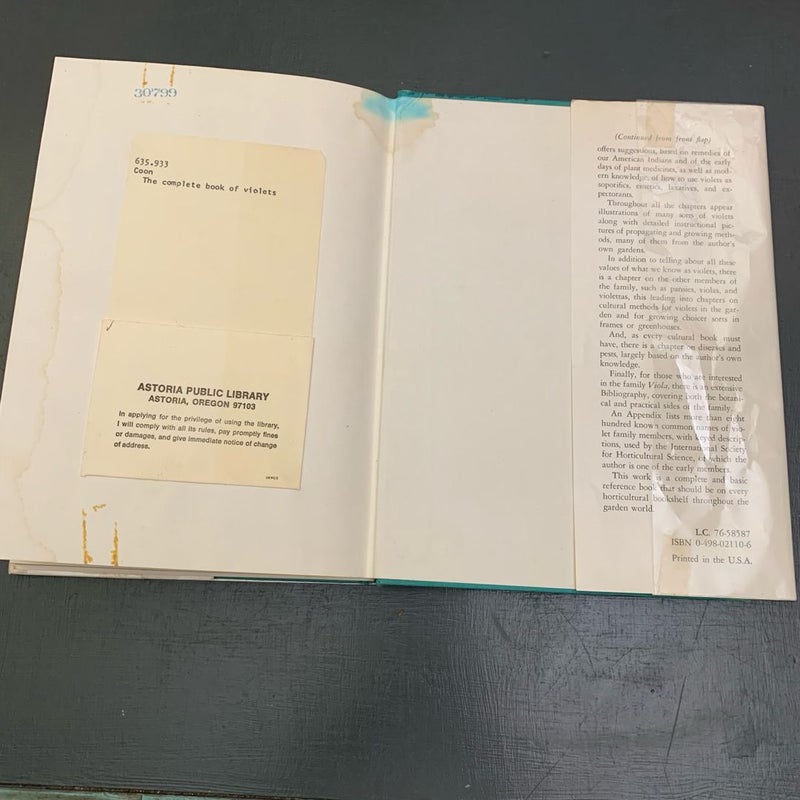 30799
635.933
Coon
The complete book of violets
ASTORIA PUBLIC LIBRARY
ASTORIA, OREGON 97103
In applying for the privilege of using the library,
I will comply with all its rules, pay promptly fines
or damages, and give immediate notice of change
of address.
(Continued from front flap)
offers suggestions, based on remedies of
our American Indians and of the early
days of plant medicines, as well as mod-
ern knowledge, of how to use violets as
soporifics, emetics, laxatives, and ex-
pectorants.
Throughout all the chapters appear
illustrations of many sorts of violets
along with detailed instructional pic-
tures of propagating and growing meth-
ods, many of them from the author's
own gardens.
In addition to telling about all these
values of what we know as violets, there
is a chapter on the other members of
the family, such as pansies, violas, and
violettas, this leading into chapters on
cultural methods for violets in the gar-
den and for growing choicer sorts in
frames or greenhouses.
And, as every cultural book must
have, there is a chapter on diseases and
pests, largely based on the author's own
knowledge.
Finally, for those who are interested
in the family Viola, there is an extensive
Bibliography, covering both the botani-
cal and practical sides of the family.
An Appendix lists more than eight
hundred known common names of vio-
let family members, with keyed descrip-
tions, used by the International Society
for Horticultural Science, of which the
author is one of the early members.
This work is a complete and basic
reference book that should be on every
horticultural bookshelf throughout the
garden world.
L.C. 76-58587
ISBN 0-498-02110-6
Printed in the U.S.A.